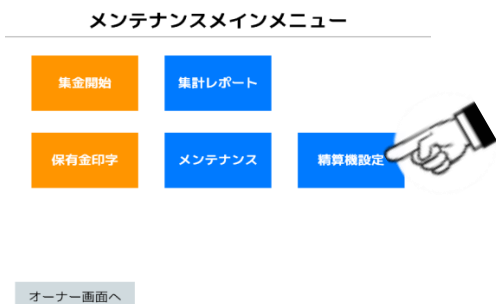 メンテナンスメインメニュー
集金開始
集計レポート
保有金印字
メンテナンス
精算機設定
オーナー画面へ